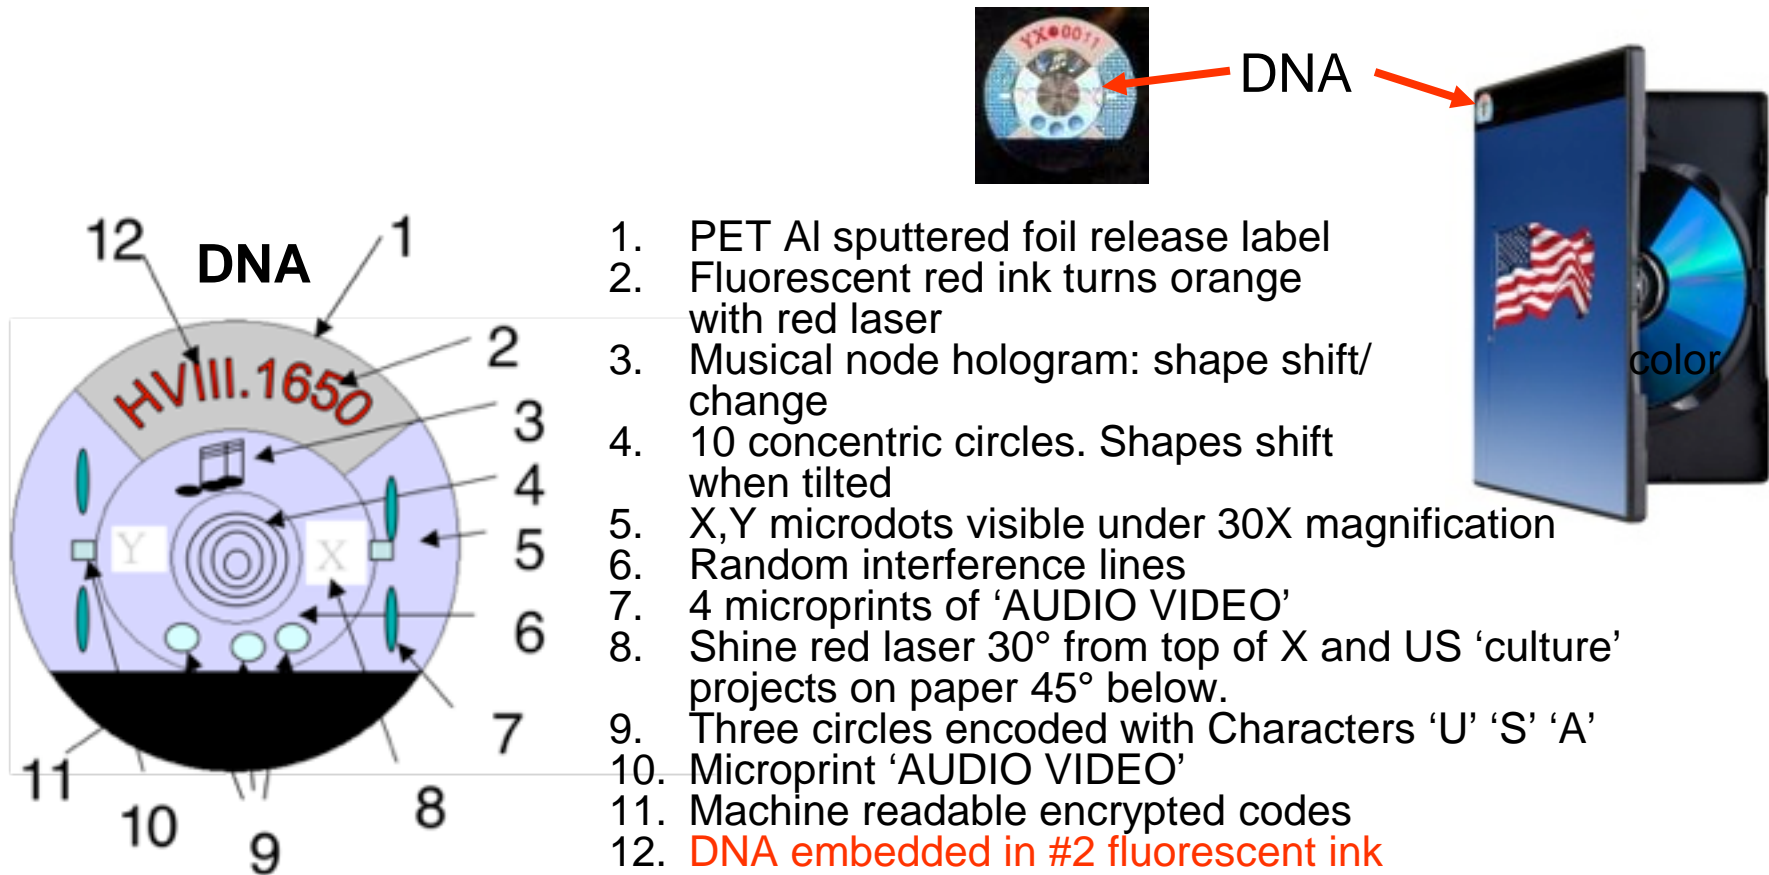 YX●0011
DNA
12
DNA
1
HVIII.1650
2
3
4
5
6
7
8
9
10
11
Y
X
1. PET Al sputtered foil release label
2. Fluorescent red ink turns orange
with red laser
3. Musical node hologram: shape shift/ color
change
4. 10 concentric circles. Shapes shift
when tilted
5. X,Y microdots visible under 30X magnification
6. Random interference lines
7. 4 microprints of ‘AUDIO VIDEO’
8. Shine red laser 30° from top of X and US ‘culture’
projects on paper 45° below.
9. Three circles encoded with Characters ‘U’ ‘S’ ‘A’
10. Microprint ‘AUDIO VIDEO’
11. Machine readable encrypted codes
12. DNA embedded in #2 fluorescent ink